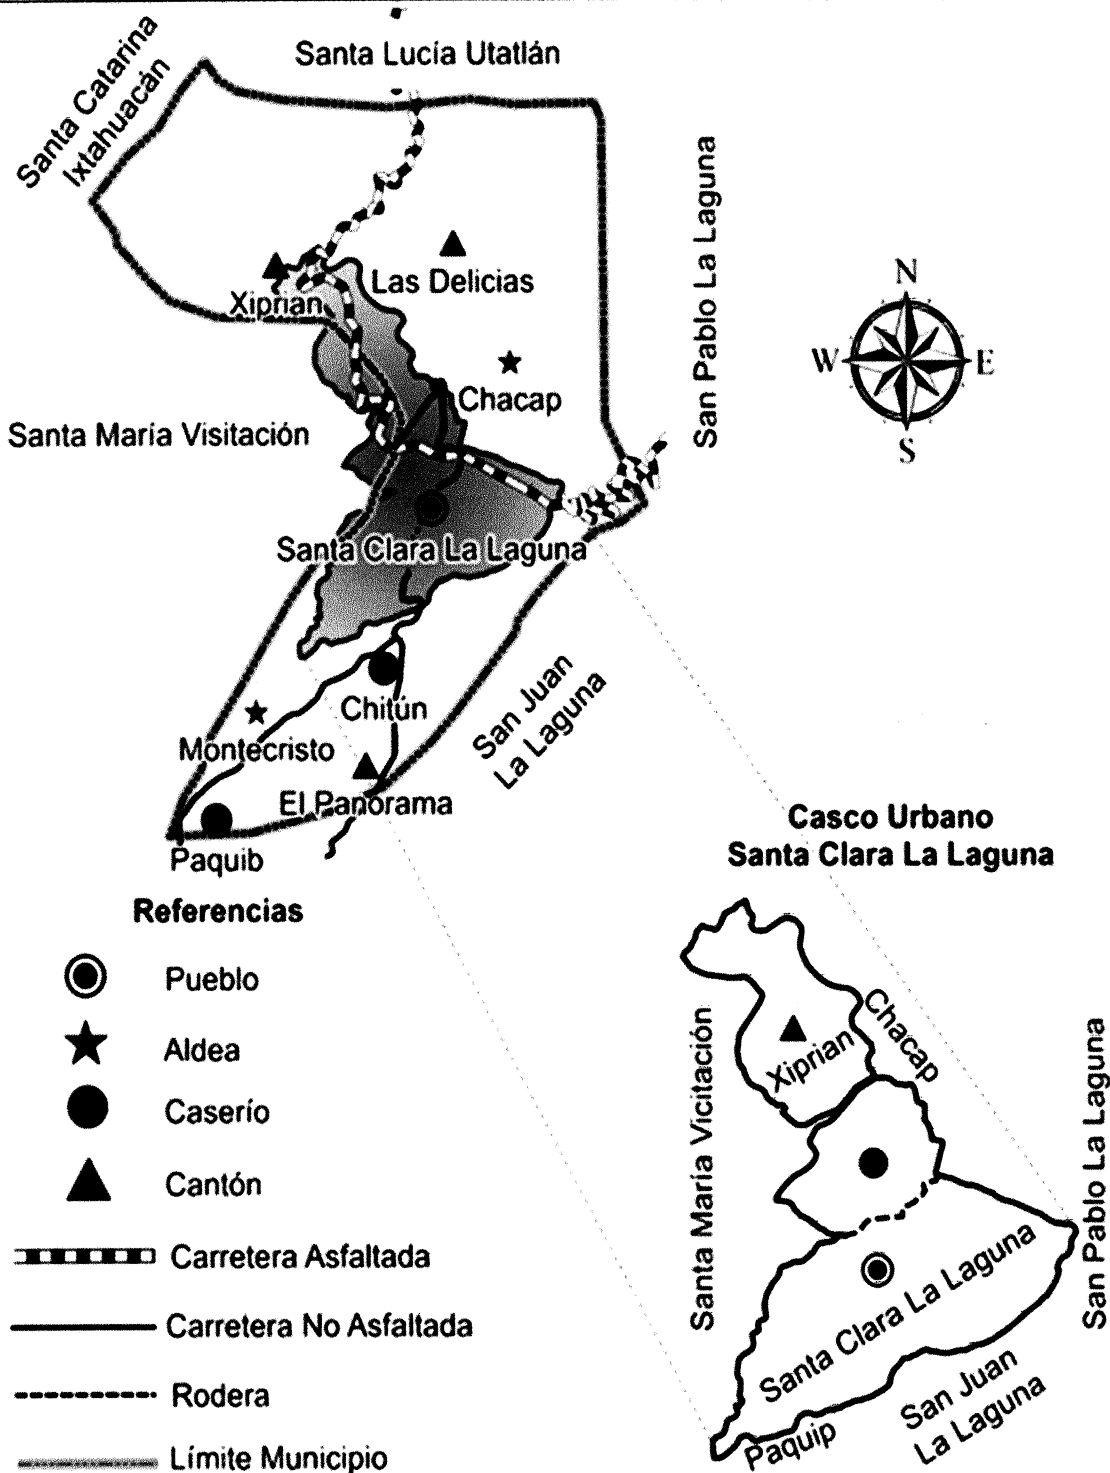 Santa Lucía Utatlán
Santa Catarina
Ixtahuacán
San Pablo La Laguna
N
W
E
S
Las Delicias
Xiprian
Chacap
Santa María Visitación
Santa Clara La Laguna
San Juan
La Laguna
Chitún
Montecristo
El Panorama
Paquib
Casco Urbano
Santa Clara La Laguna
Referencias
Pueblo
Aldea
Caserío
Cantón
Carretera Asfaltada
Carretera No Asfaltada
Rodera
Límite Municipio
Chacap
Xiprian
Santa María Vicitación
San Pablo La Laguna
Santa Clara La Laguna
San Juan
La Laguna
Paquip